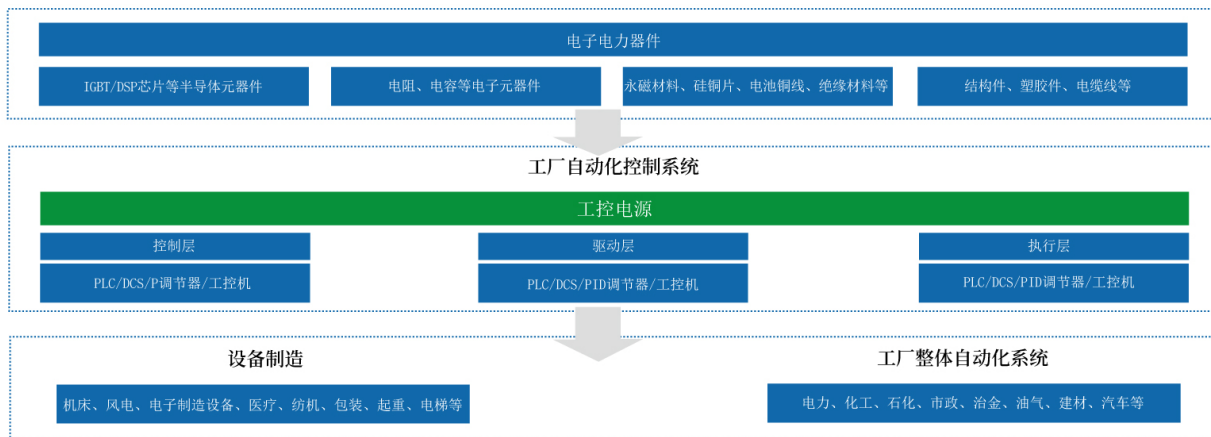 电子电力器件
IGBT/DSP芯片等半导体元器件
电阻、电容等电子元器件
永磁材料、硅铜片、电池铜线、绝缘材料等
结构件、塑胶件、电缆线等
工厂自动化控制系统
工控电源
控制层
驱动层
执行层
PLC/DCS/P调节器/工控机
PLC/DCS/PID调节器/工控机
PLC/DCS/PID调节器/工控机
设备制造
工厂整体自动化系统
机床、风电、电子制造设备、医疗、纺机、包装、起重、电梯等
电力、化工、石化、市政、治金、油气、建材、汽车等